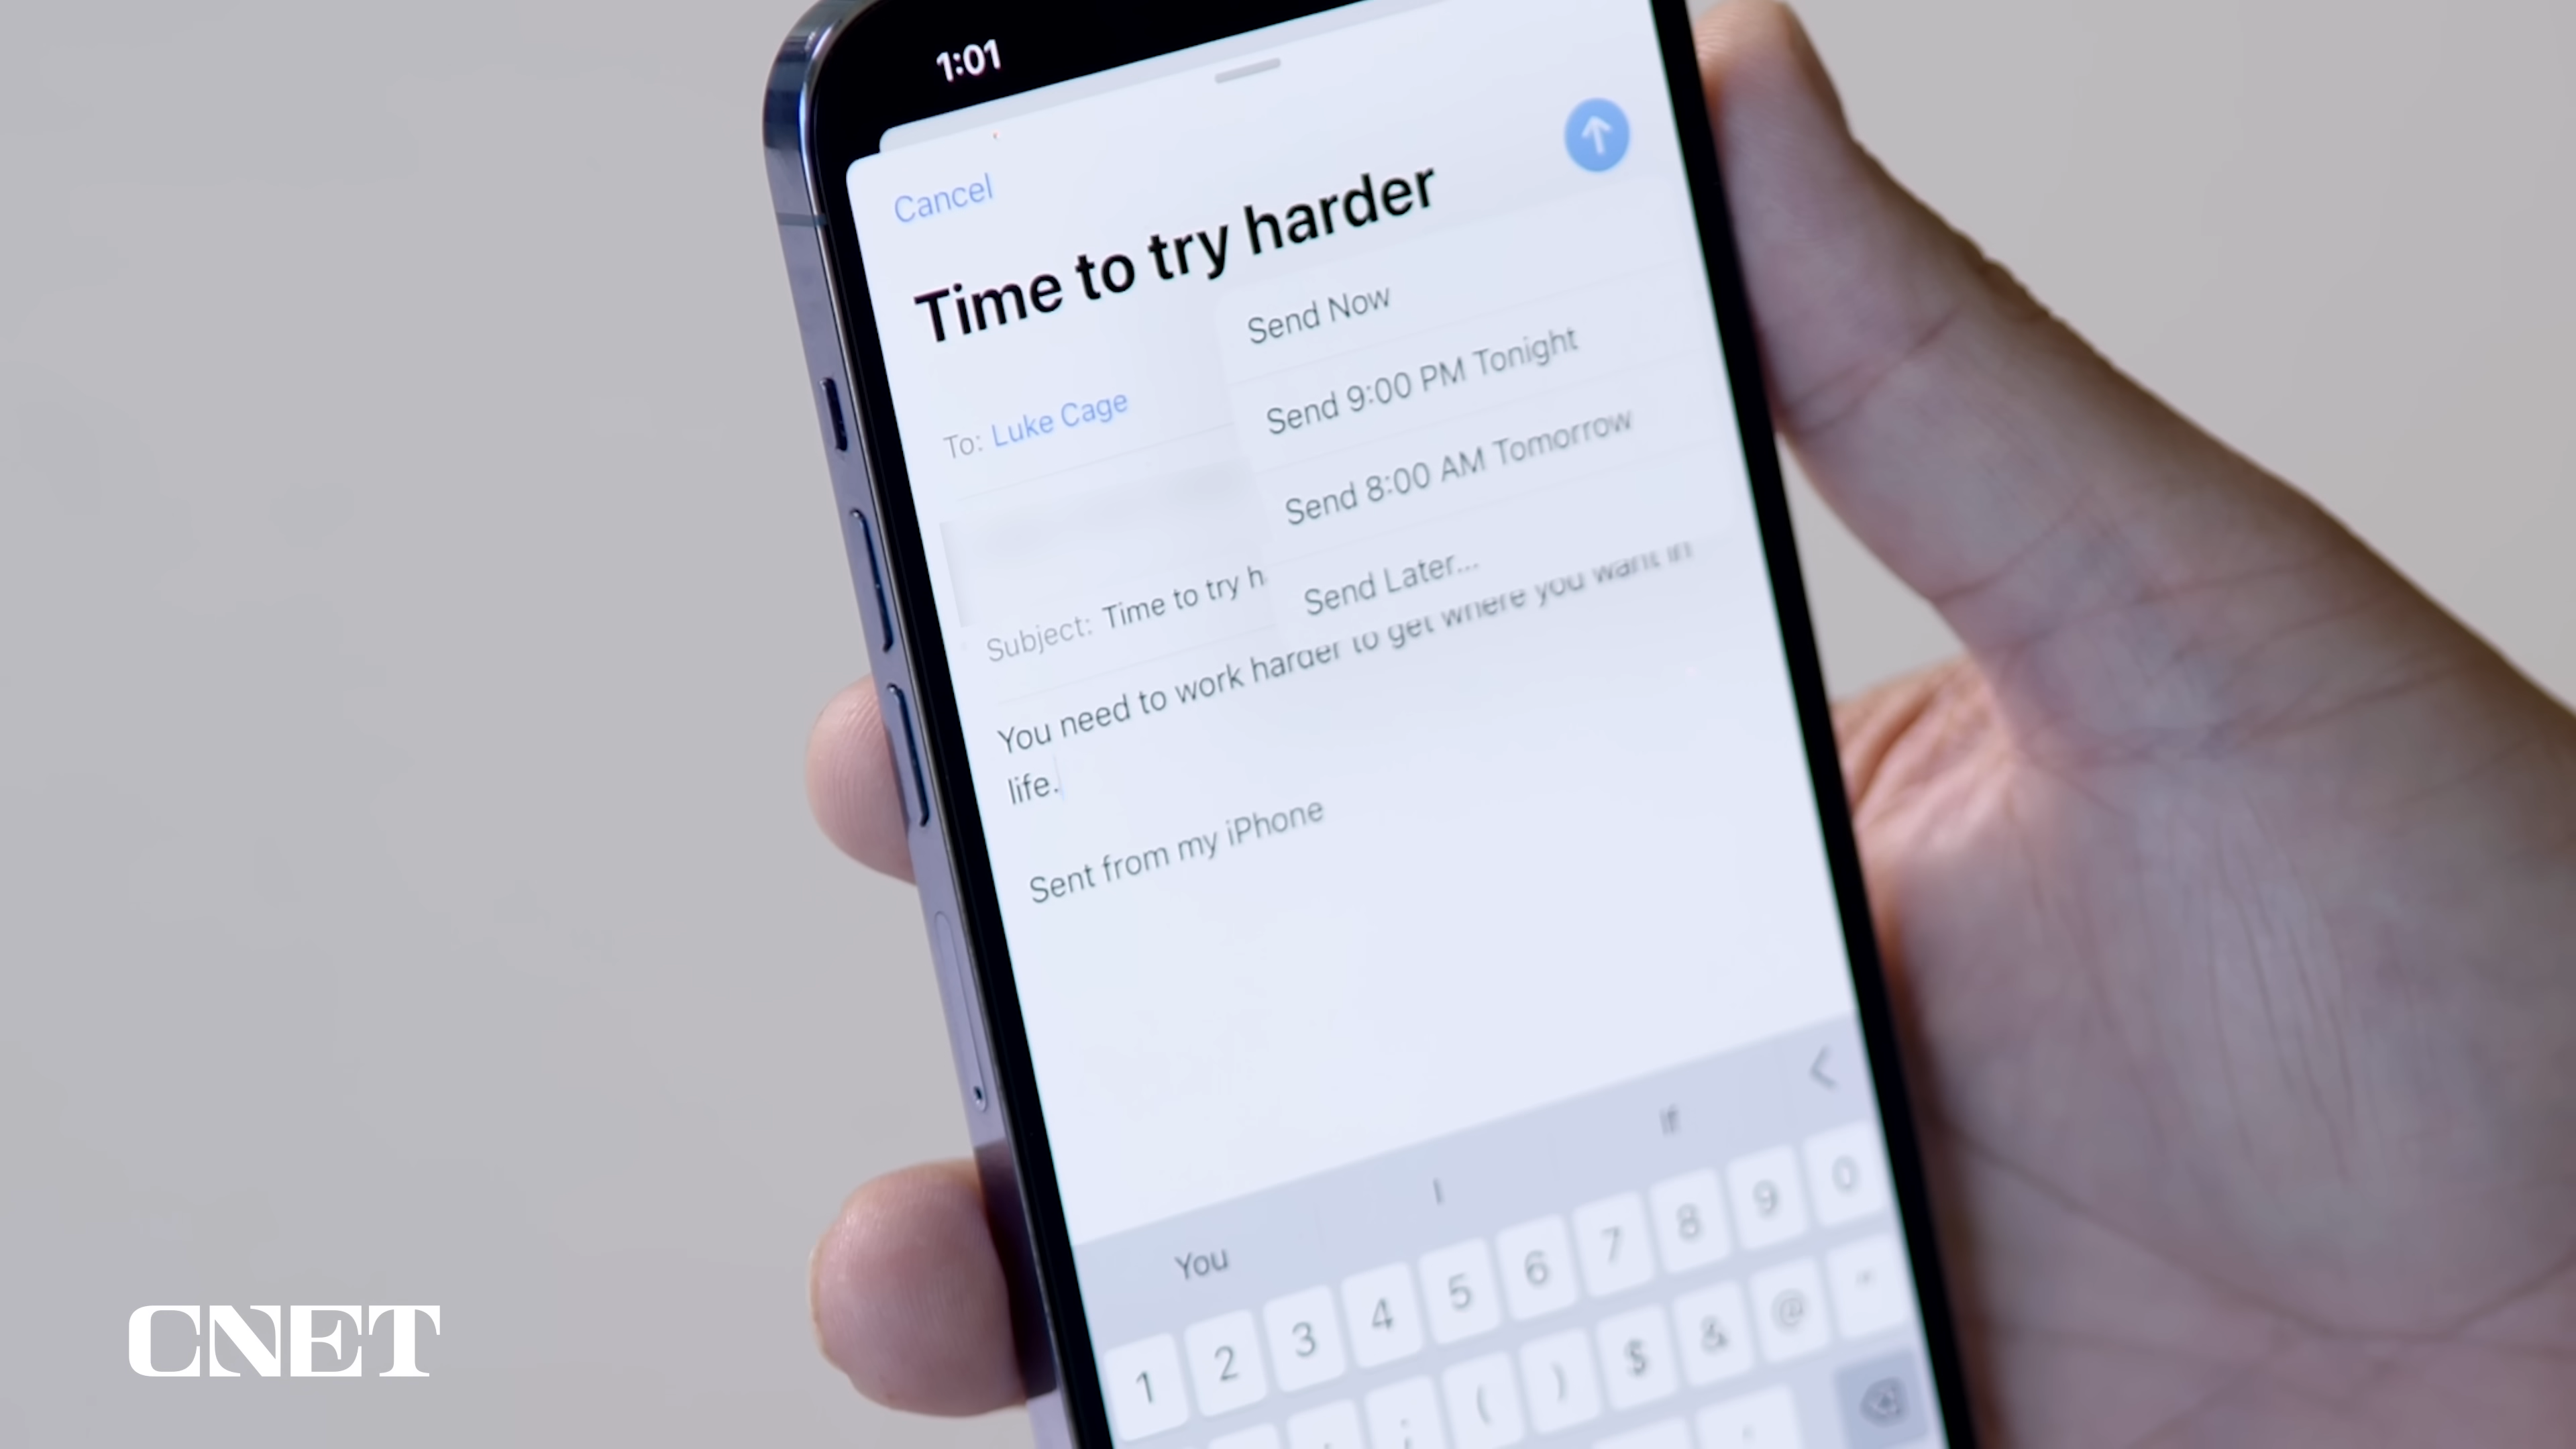 1:01
Cancel
Time to try harder
Send Now
To: Luke Cage
Send 9:00 PM Tonight
Send 8:00 AM Tomorrow
Send Later...
Subject: Time to try h
You need to work harder to get where you want in
life.
Sent from my iPhone
You I If
1 2 3 4 5 6 7 8 9 0
; ( ) $ & @ "
CNET